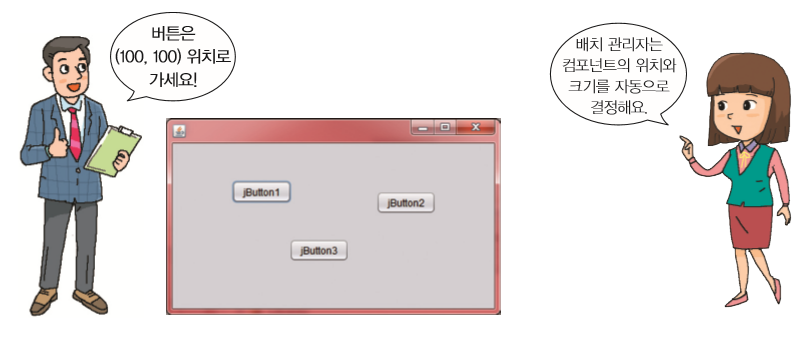 버튼은
(100, 100) 위치로
가세요!
배치 관리자는
컴포넌트의 위치와
크기를 자동으로
결정해요.
jButton1
jButton2
jButton3